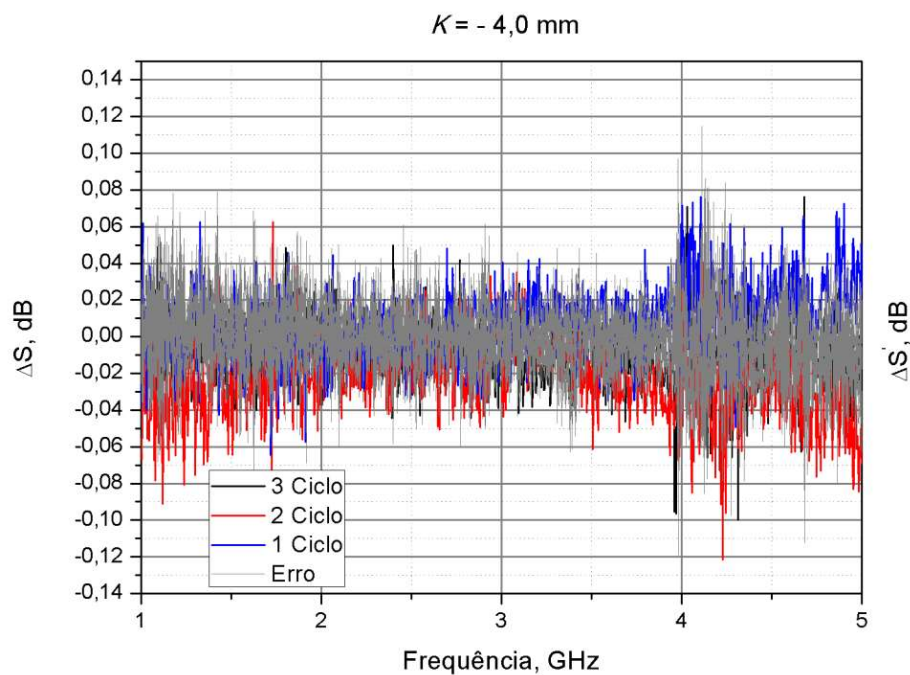 K = - 4,0 mm
0,14
0,12
0,10
0,08
0,06
0,04
0,02
0,00
-0,02
-0,04
-0,06
-0,08
-0,10
-0,12
-0,14
ΔS, dB
ΔS', dB
3 Ciclo
2 Ciclo
1 Ciclo
Erro
1 2 3 4 5
Frequência, GHz